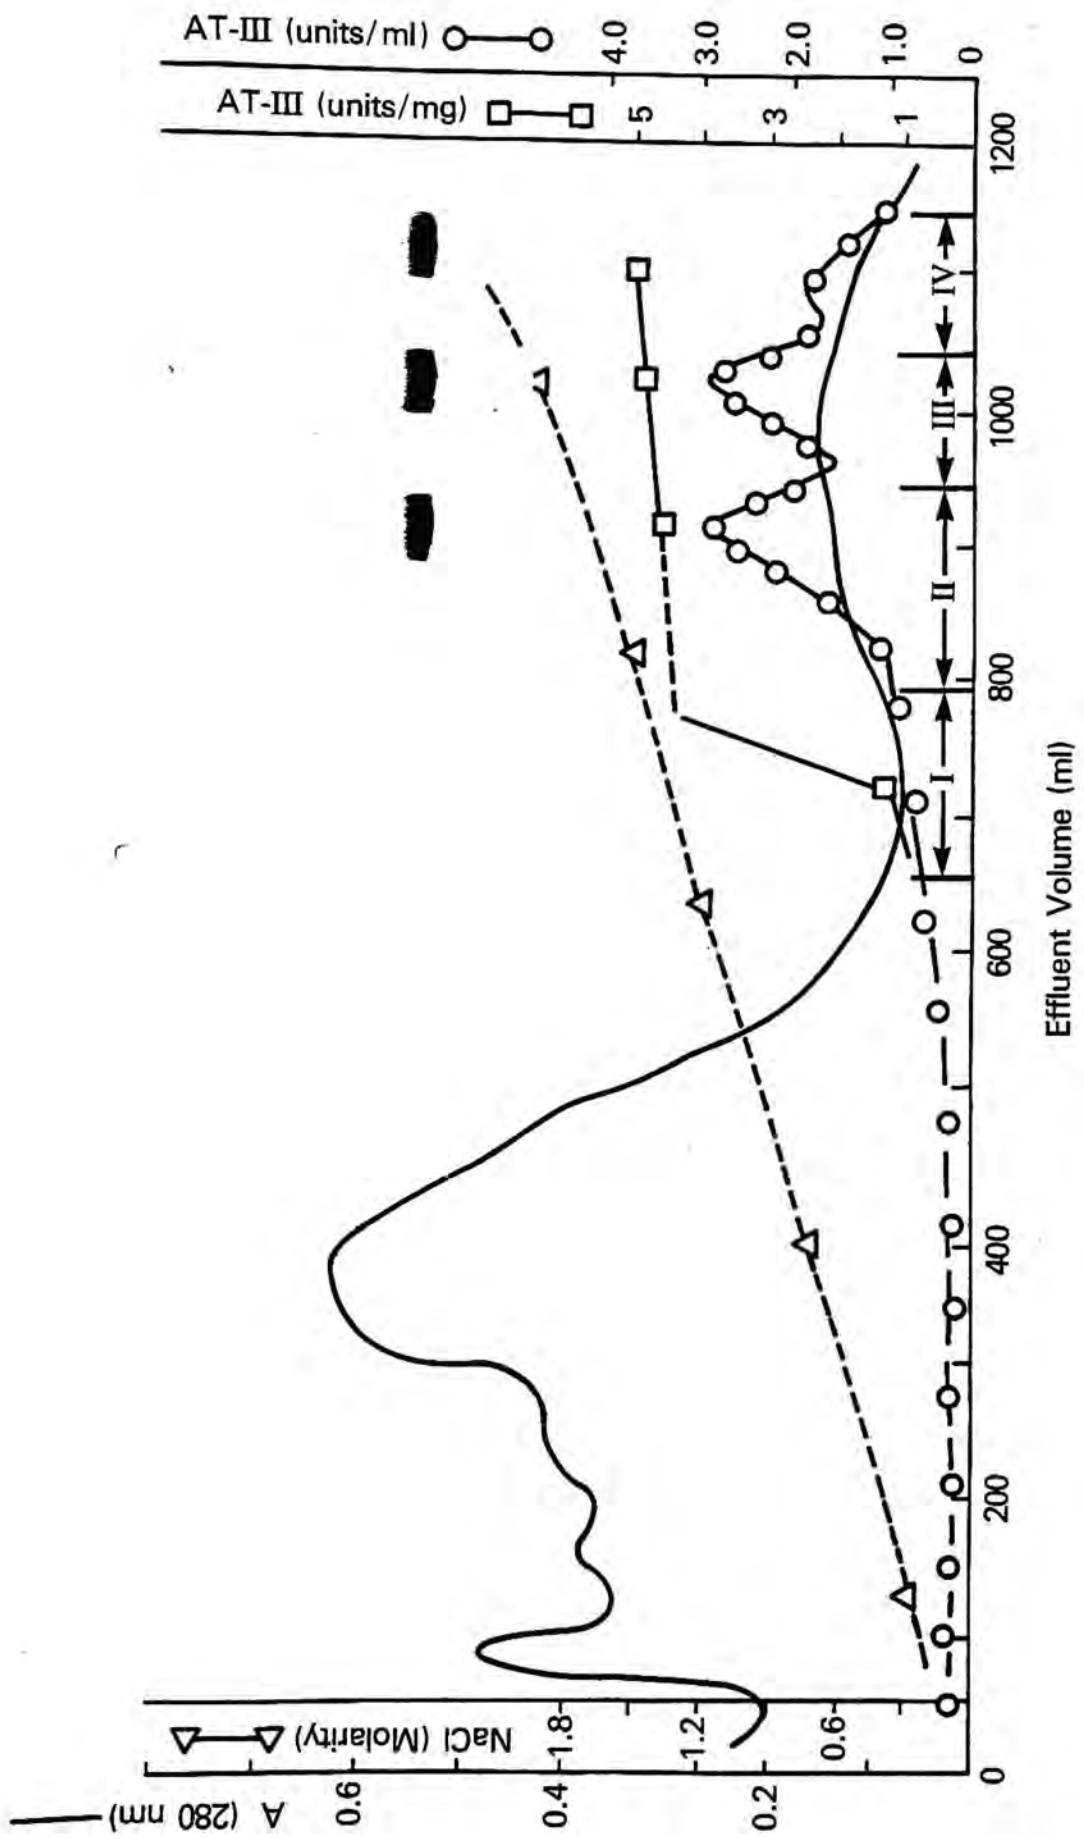 AT-III (units/ml)
4.0
3.0
2.0
1.0
0
AT-III (units/mg)
5
3
1
I
II
III
IV
0
200
400
600
800
1000
1200
Effluent Volume (ml)
NaCl (Molarity)
1.8
1.2
0.6
A (280 nm)
0.6
0.4
0.2